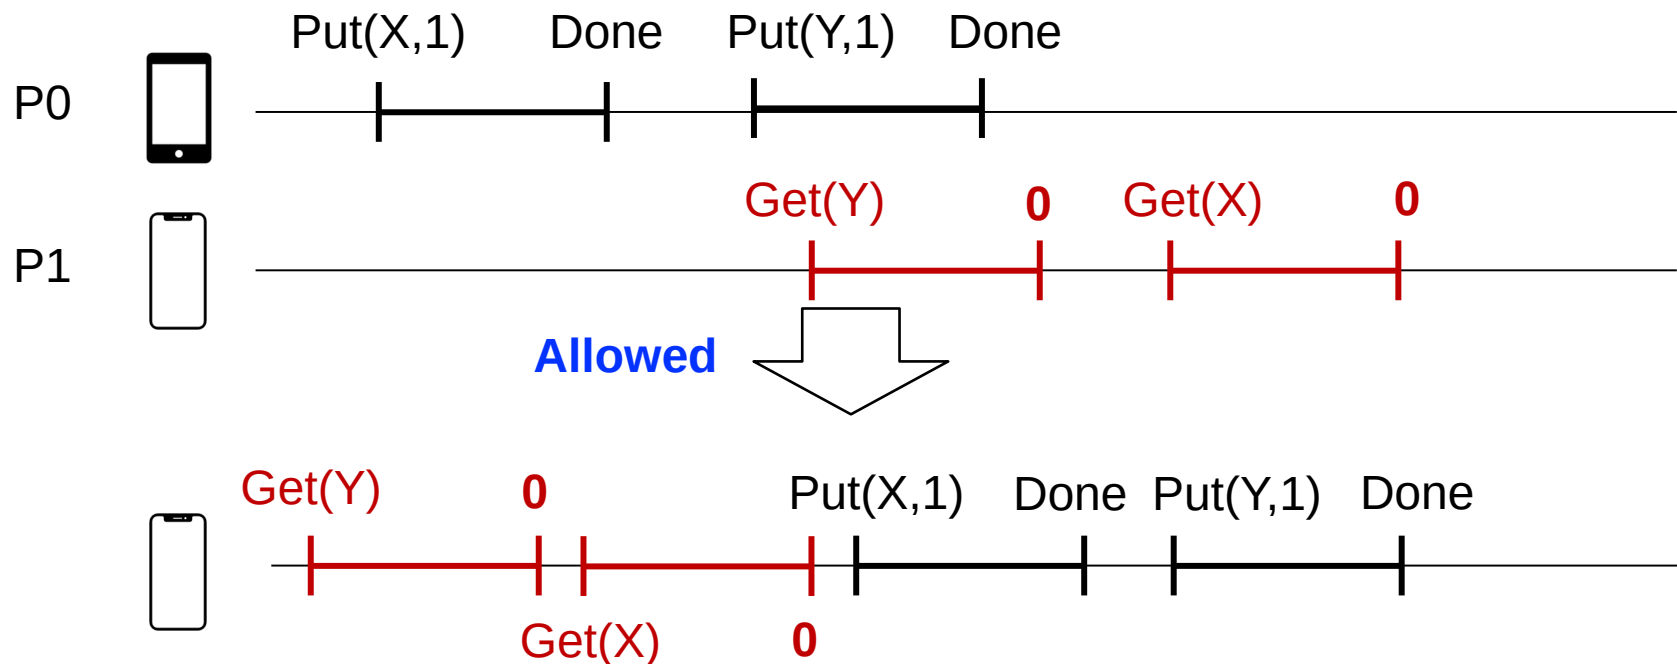 Put(X,1) Done Put(Y,1) Done
P0
Get(Y) 0 Get(X) 0
P1
Allowed
Get(Y) 0 Put(X,1) Done Put(Y,1) Done
Get(X) 0